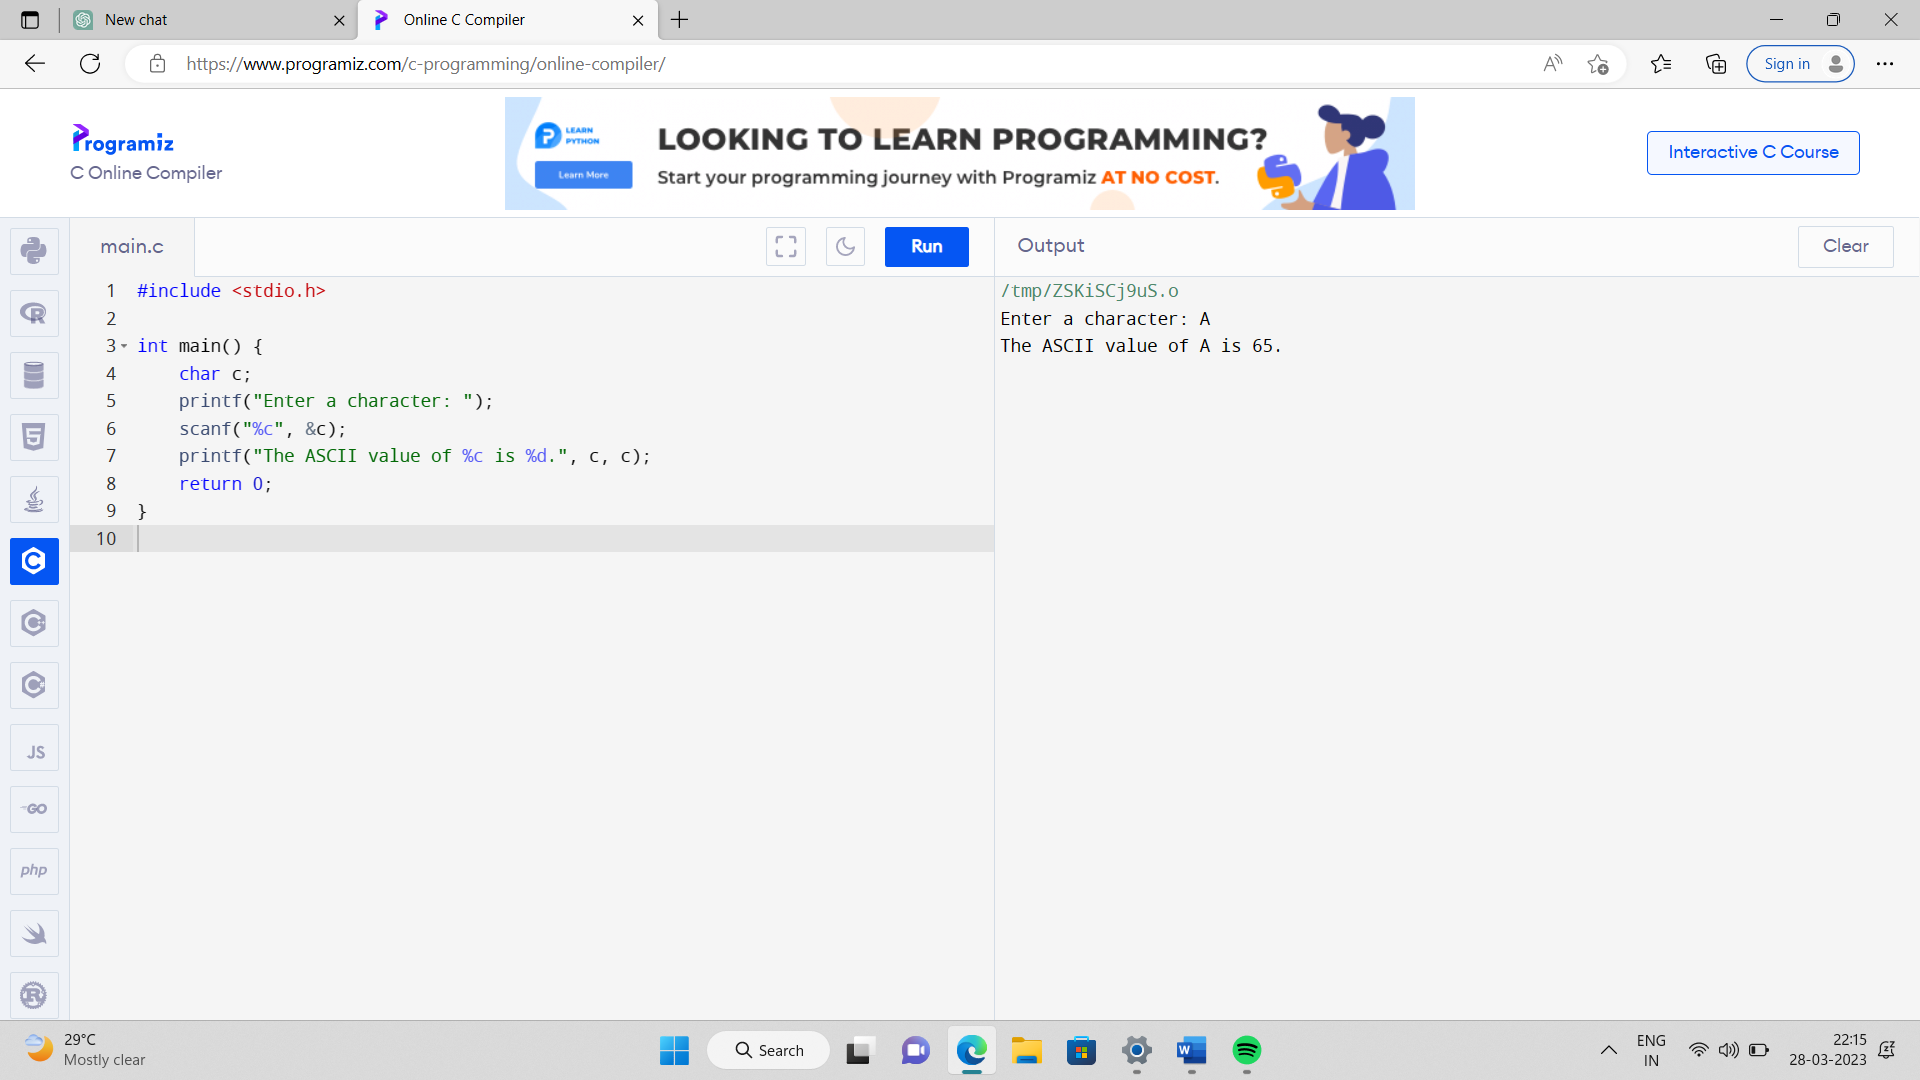 New chat
Online C Compiler
https://www.programiz.com/c-programming/online-compiler/
Sign in
Programiz
C Online Compiler
LEARN
PYTHON
Learn More
LOOKING TO LEARN PROGRAMMING?
Start your programming journey with Programiz AT NO COST.
Interactive C Course
main.c
Run
Output
Clear
1 #include <stdio.h>
2
3 int main() {
4 char c;
5 printf("Enter a character: ");
6 scanf("%c", &c);
7 printf("The ASCII value of %c is %d.", c, c);
8 return 0;
9 }
10
/tmp/ZSKiSCj9uS.o
Enter a character: A
The ASCII value of A is 65.
JS
GO
php
29°C
Mostly clear
Search
ENG
IN
22:15
28-03-2023